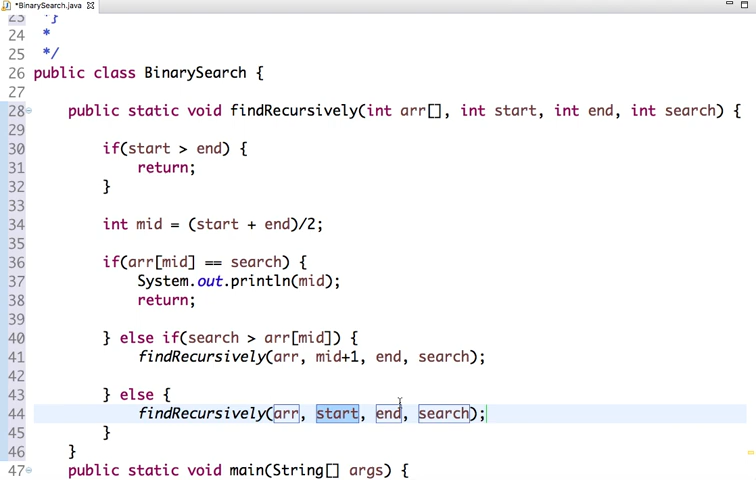 *BinarySearch.java
23 *}
24 *
25 */
26 public class BinarySearch {
27
28 public static void findRecursively(int arr[], int start, int end, int search) {
29
30 if(start > end) {
31 return;
32 }
33
34 int mid = (start + end)/2;
35
36 if(arr[mid] == search) {
37 System.out.println(mid);
38 return;
39
40 } else if(search > arr[mid]) {
41 findRecursively(arr, mid+1, end, search);
42
43 } else {
44 findRecursively(arr, start, end, search);
45 }
46 }
47 public static void main(String[] args) {